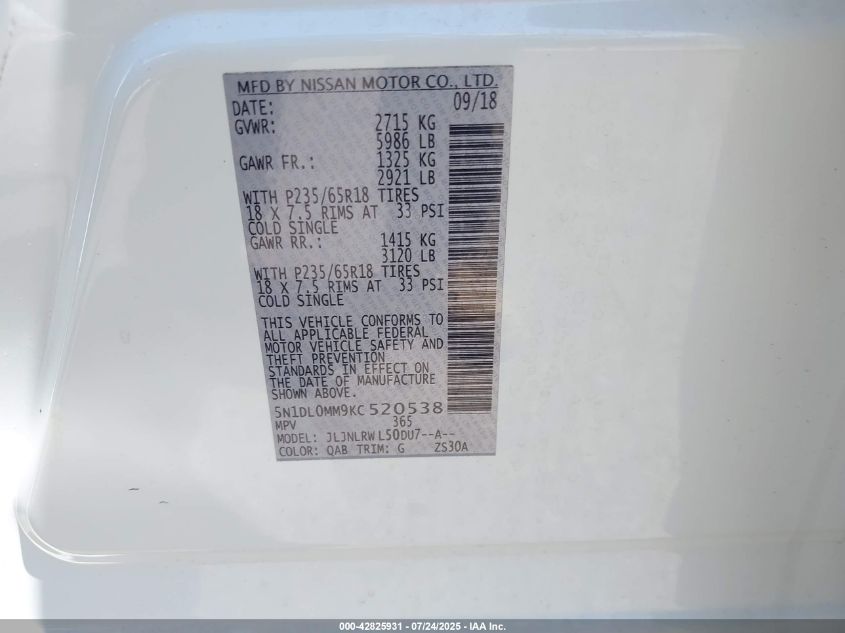 MFD BY NISSAN MOTOR CO., LTD.
DATE: 09/18
GVWR: 2715 KG
5986 LB
GAWR FR.: 1325 KG
2921 LB
WITH P235/65R18 TIRES
18 X 7.5 RIMS AT 33 PSI
COLD SINGLE
GAWR RR.: 1415 KG
3120 LB
WITH P235/65R18 TIRES
18 X 7.5 RIMS AT 33 PSI
COLD SINGLE
THIS VEHICLE CONFORMS TO
ALL APPLICABLE FEDERAL
MOTOR VEHICLE SAFETY AND
THEFT PREVENTION
STANDARDS IN EFFECT ON
THE DATE OF MANUFACTURE
SHOWN ABOVE.
5N1DL0MM9KC520538
MPV 365
MODEL: JLJNLRWL50DU7--A--
COLOR: QAB TRIM: G ZS30A
000-42825931 - 07/24/2025 - IAA Inc.